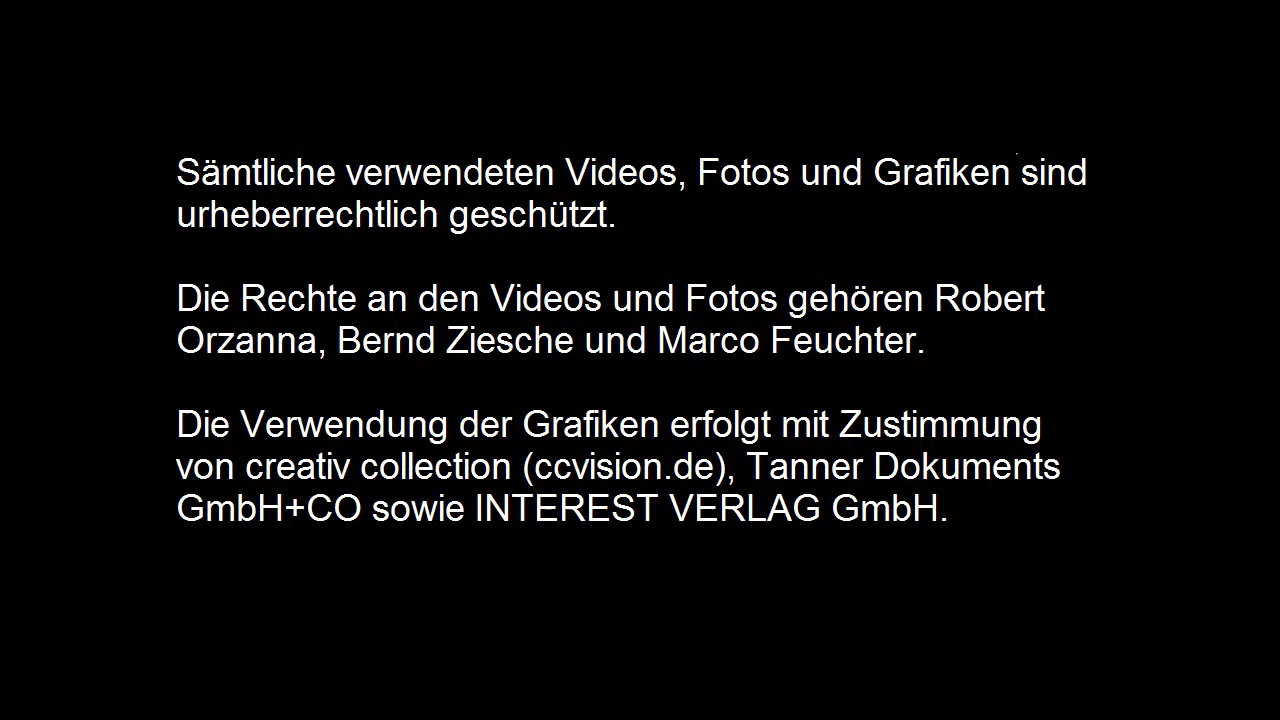 Sämtliche verwendeten Videos, Fotos und Grafiken sind
urheberrechtlich geschützt.
Die Rechte an den Videos und Fotos gehören Robert
Orzanna, Bernd Ziesche und Marco Feuchter.
Die Verwendung der Grafiken erfolgt mit Zustimmung
von creativ collection (ccvision.de), Tanner Dokuments
GmbH+CO sowie INTEREST VERLAG GmbH.